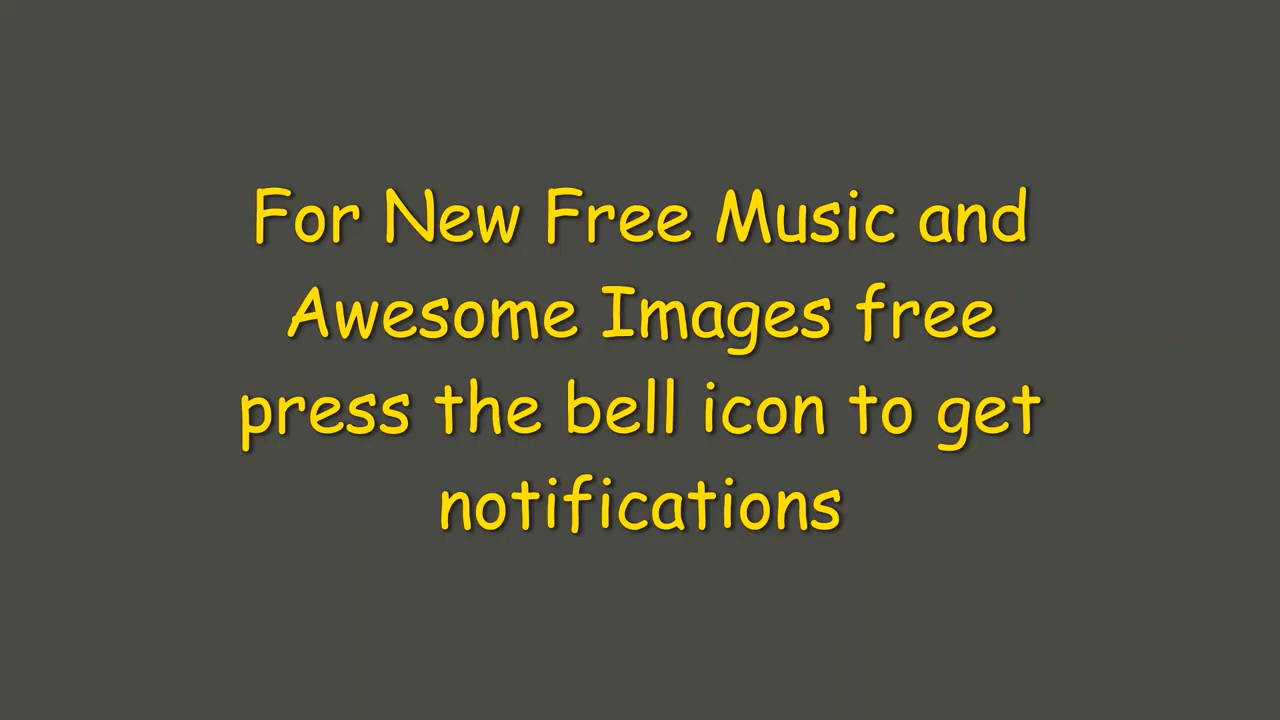 For New Free Music and
Awesome Images free
press the bell icon to get
notifications